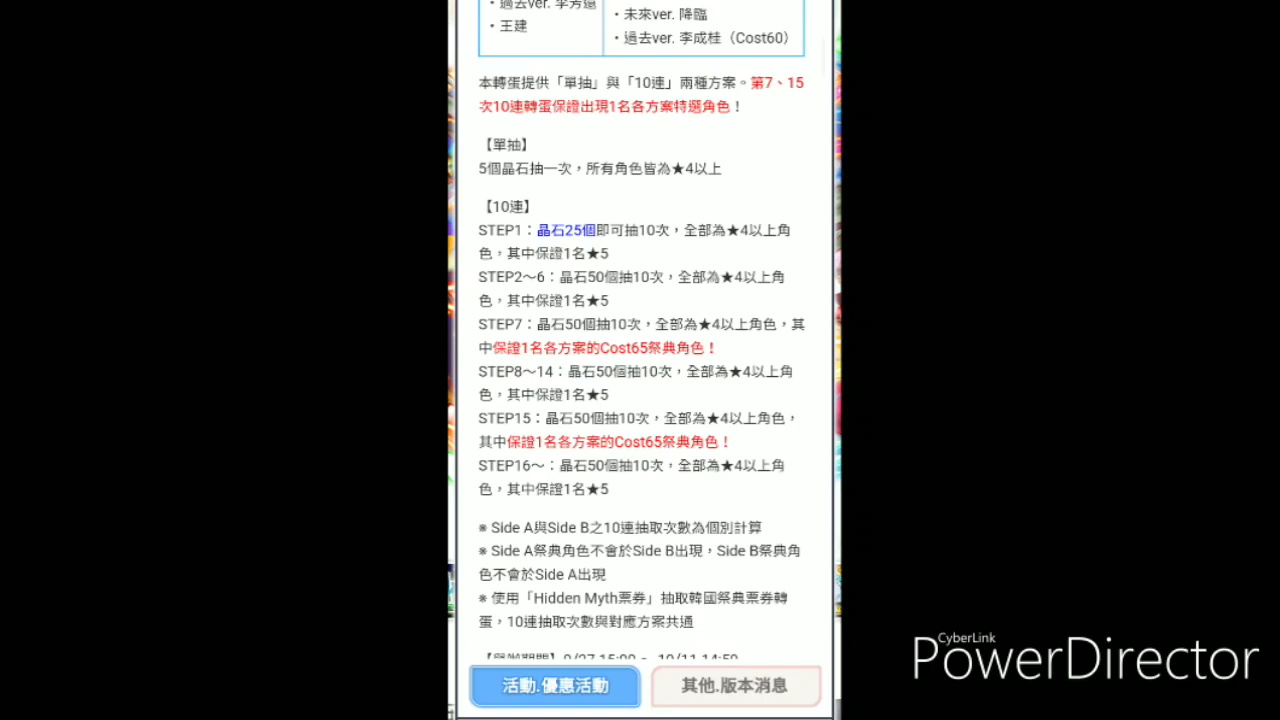 ・過去ver. 李芳遠
・王建
・未來ver. 降臨
・過去ver. 李成桂（Cost60）
本轉蛋提供「單抽」與「10連」兩種方案。第7、15
次10連轉蛋保證出現1名各方案特選角色！
【單抽】
5個晶石抽一次，所有角色皆為★4以上
【10連】
STEP1：晶石25個即可抽10次，全部為★4以上角
色，其中保證1名★5
STEP2～6：晶石50個抽10次，全部為★4以上角
色，其中保證1名★5
STEP7：晶石50個抽10次，全部為★4以上角色，其
中保證1名各方案的Cost65祭典角色！
STEP8～14：晶石50個抽10次，全部為★4以上角
色，其中保證1名★5
STEP15：晶石50個抽10次，全部為★4以上角色，
其中保證1名各方案的Cost65祭典角色！
STEP16～：晶石50個抽10次，全部為★4以上角
色，其中保證1名★5
※ Side A與Side B之10連抽取次數為個別計算
※ Side A祭典角色不會於Side B出現，Side B祭典角
色不會於Side A出現
※ 使用「Hidden Myth票券」抽取韓國祭典票券轉
蛋，10連抽取次數與對應方案共通
【舉辦期間】9/27 15:00 ~ 10/11 14:59
活動.優惠活動
其他.版本消息
CyberLink
PowerDirector